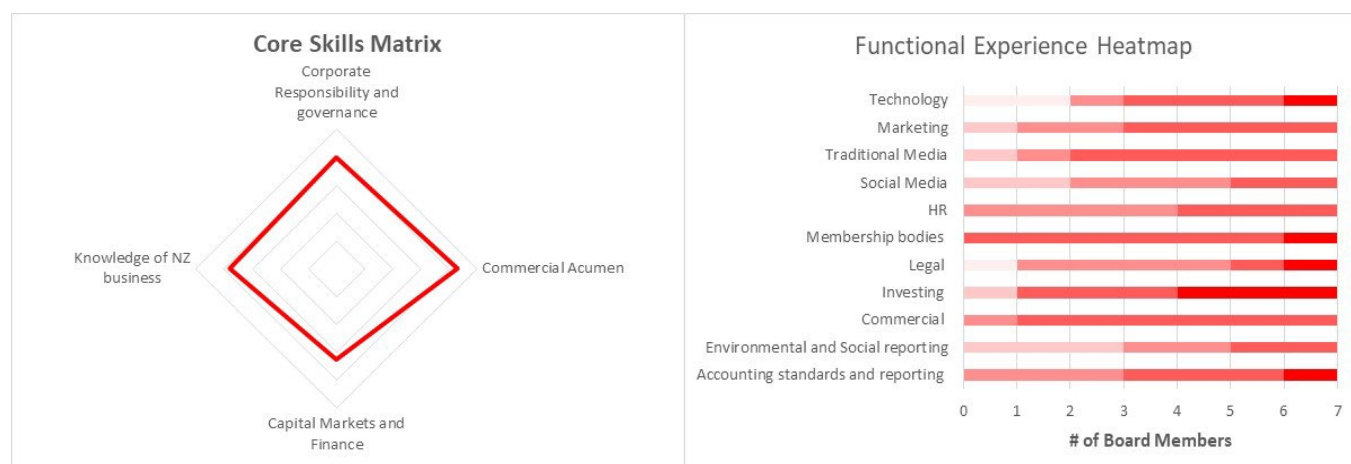 Core Skills Matrix
Corporate
Responsibility and
governance
Knowledge of NZ
business
Commercial Acumen
Capital Markets and
Finance
Functional Experience Heatmap
Technology
Marketing
Traditional Media
Social Media
HR
Membership bodies
Legal
Investing
Commercial
Environmental and Social reporting
Accounting standards and reporting
0 1 2 3 4 5 6 7
# of Board Members